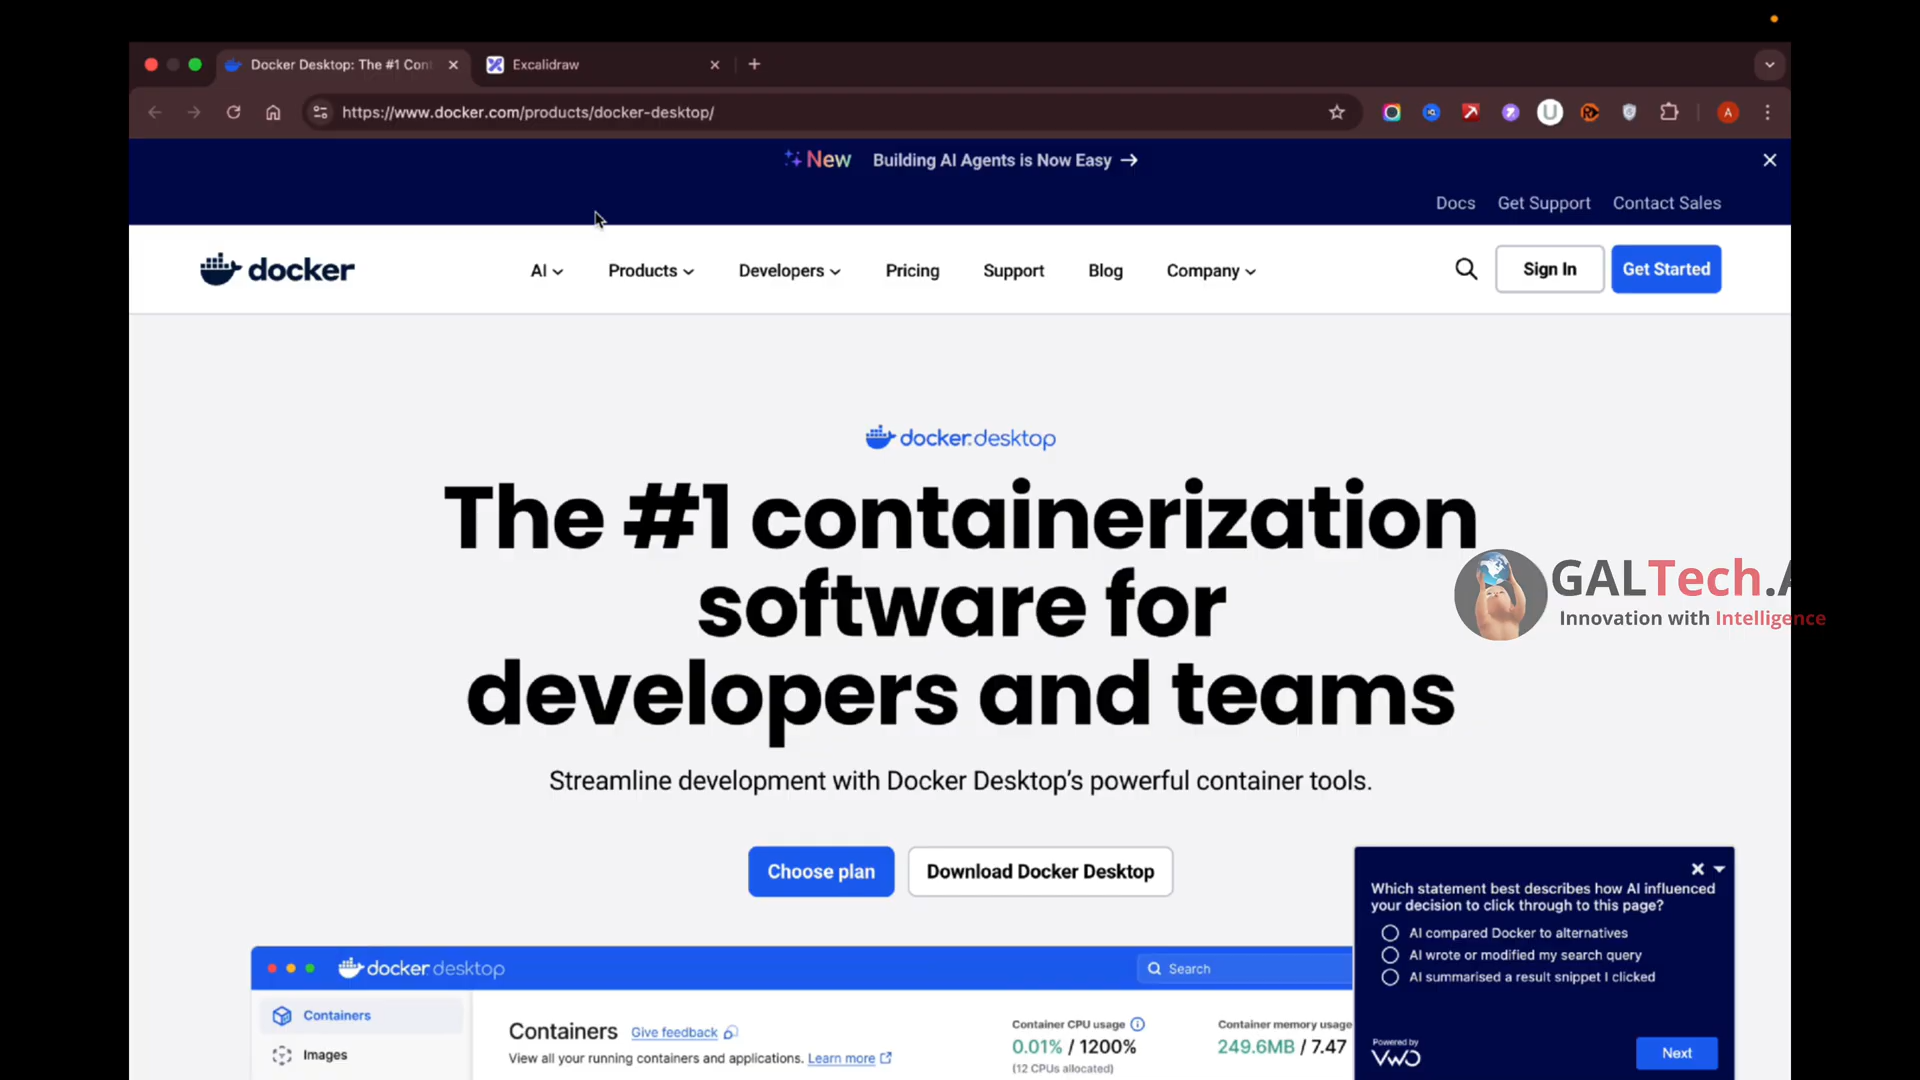 Docker Desktop: The #1 Cont
Excalidraw
https://www.docker.com/products/docker-desktop/
A
New Building AI Agents is Now Easy →
Docs Get Support Contact Sales
docker
AI Products Developers Pricing Support Blog Company
Sign In Get Started
docker desktop
The #1 containerization
software for
developers and teams
Streamline development with Docker Desktop's powerful container tools.
Choose plan Download Docker Desktop
GALTech.A
Innovation with Intelligence
Which statement best describes how AI influenced
your decision to click through to this page?
AI compared Docker to alternatives
AI wrote or modified my search query
AI summarised a result snippet I clicked
Powered by
VWO
Next
docker desktop
Search
Containers
Images
Containers Give feedback
View all your running containers and applications. Learn more
Container CPU usage
0.01% / 1200%
(12 CPUs allocated)
Container memory usage
249.6MB / 7.47